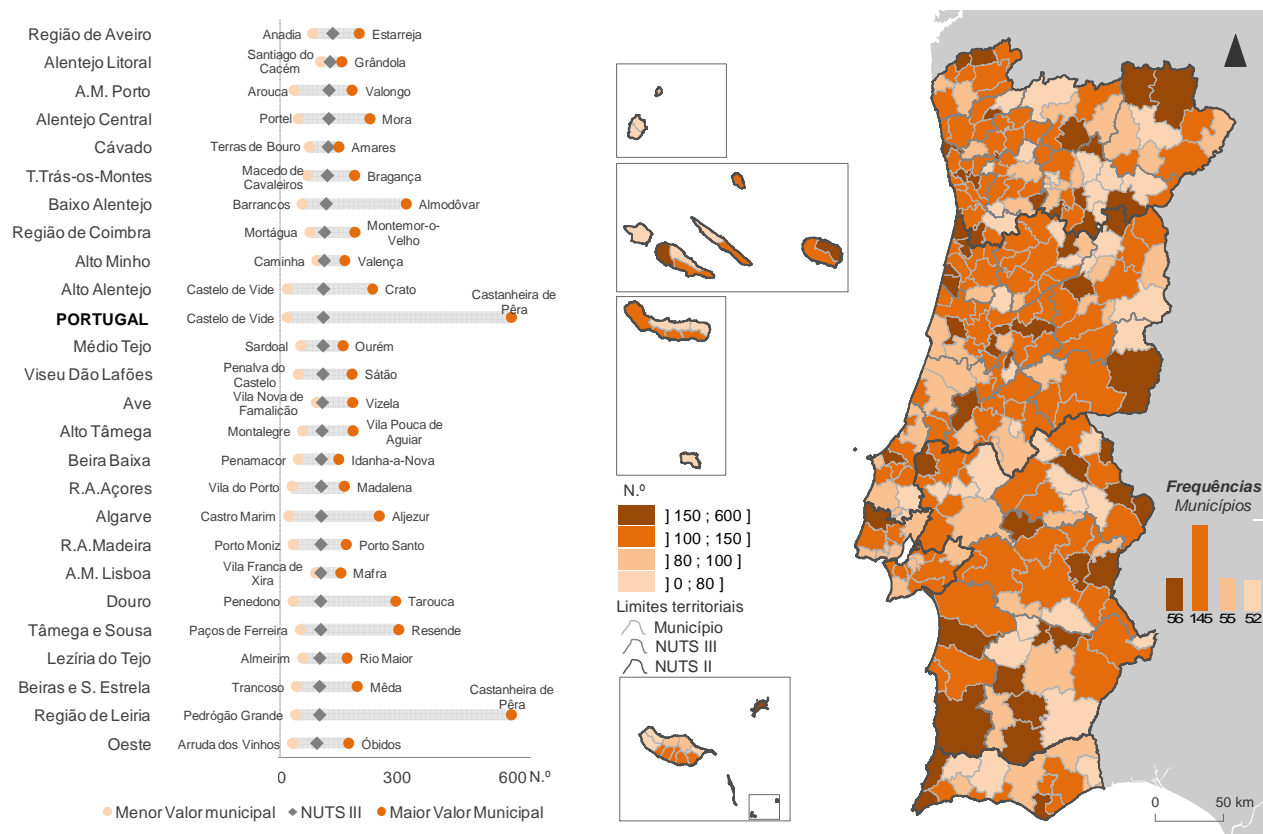 Região de Aveiro Anadia Estarreja
Alentejo Litoral Santiago do Cacém Grândola
A.M. Porto Arouca Valongo
Alentejo Central Portel Mora
Cávado Terras de Bouro Amares
T.Trás-os-Montes Macedo de Cavaleiros Bragança
Baixo Alentejo Barrancos Almodôvar
Região de Coimbra Mortágua Montemor-o-Velho
Alto Minho Caminha Valença
Alto Alentejo Castelo de Vide Crato
PORTUGAL Castelo de Vide Castanheira de Pêra
Médio Tejo Sardoal Ourém
Viseu Dão Lafões Penalva do Castelo Sátão
Ave Vila Nova de Famalicão Vizela
Alto Tâmega Montalegre Vila Pouca de Aguiar
Beira Baixa Penamacor Idanha-a-Nova
R.A.Açores Vila do Porto Madalena
Algarve Castro Marim Aljezur
R.A.Madeira Porto Moniz Porto Santo
A.M. Lisboa Vila Franca de Xira Mafra
Douro Penedono Tarouca
Tâmega e Sousa Paços de Ferreira Resende
Lezíria do Tejo Almeirim Rio Maior
Beiras e S. Estrela Trancoso Mêda
Região de Leiria Pedrógão Grande Castanheira de Pêra
Oeste Arruda dos Vinhos Óbidos
0 300 600 N.º
Menor Valor municipal NUTS III Maior Valor Municipal
N.º
] 150 ; 600 ]
] 100 ; 150 ]
] 80 ; 100 ]
] 0 ; 80 ]
Limites territoriais
Município
NUTS III
NUTS II
Frequências
Municípios
56 145 55 52
0 50 km